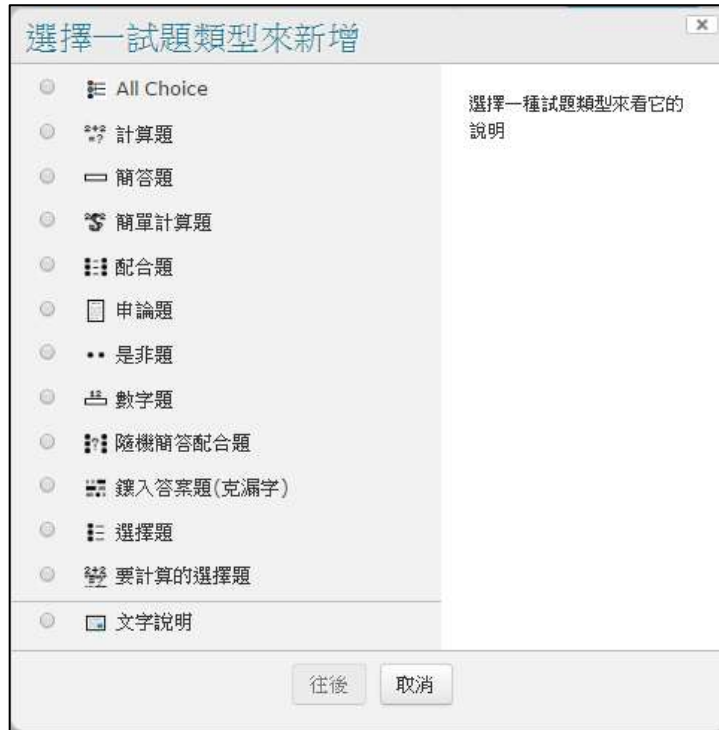 選擇一試題類型來新增
All Choice
計算題
簡答題
簡單計算題
配合題
申論題
是非題
數字題
隨機簡答配合題
鑲入答案題(克漏字)
選擇題
要計算的選擇題
文字說明
選擇一種試題類型來看它的
說明
往後
取消